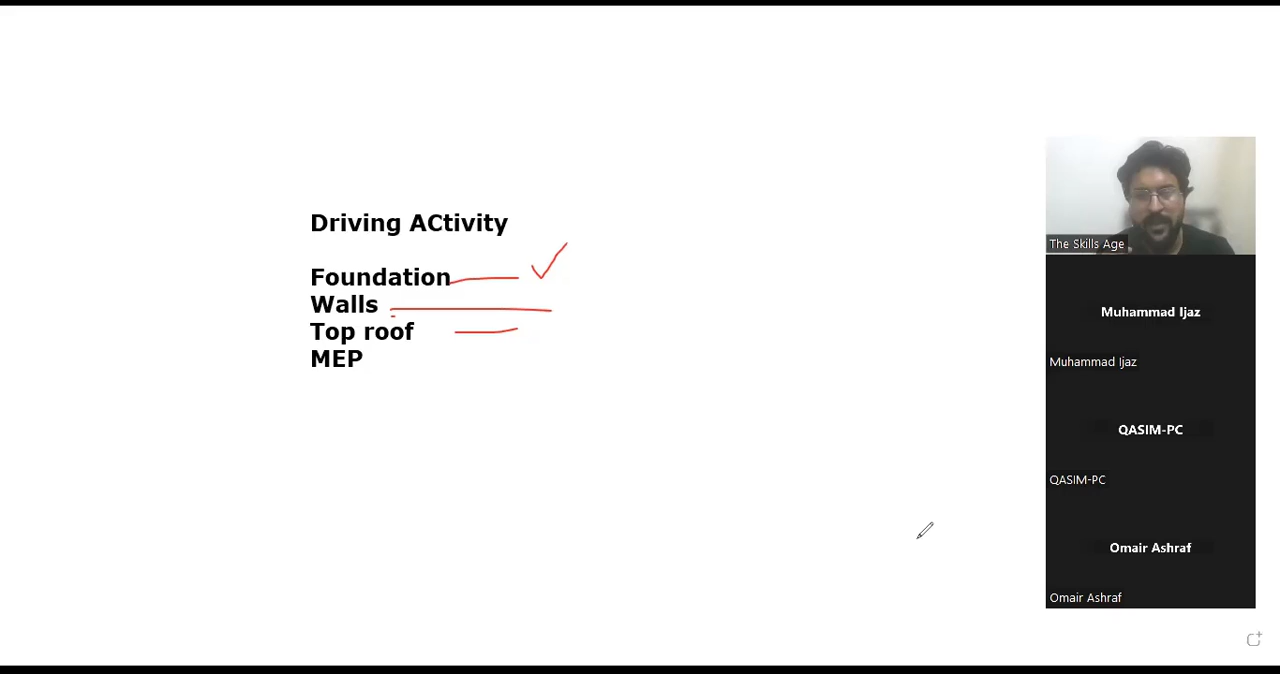 Driving ACtivity
Foundation
Walls
Top roof
MEP
The Skills Age
Muhammad Ijaz
Muhammad Ijaz
QASIM-PC
QASIM-PC
Omair Ashraf
Omair Ashraf